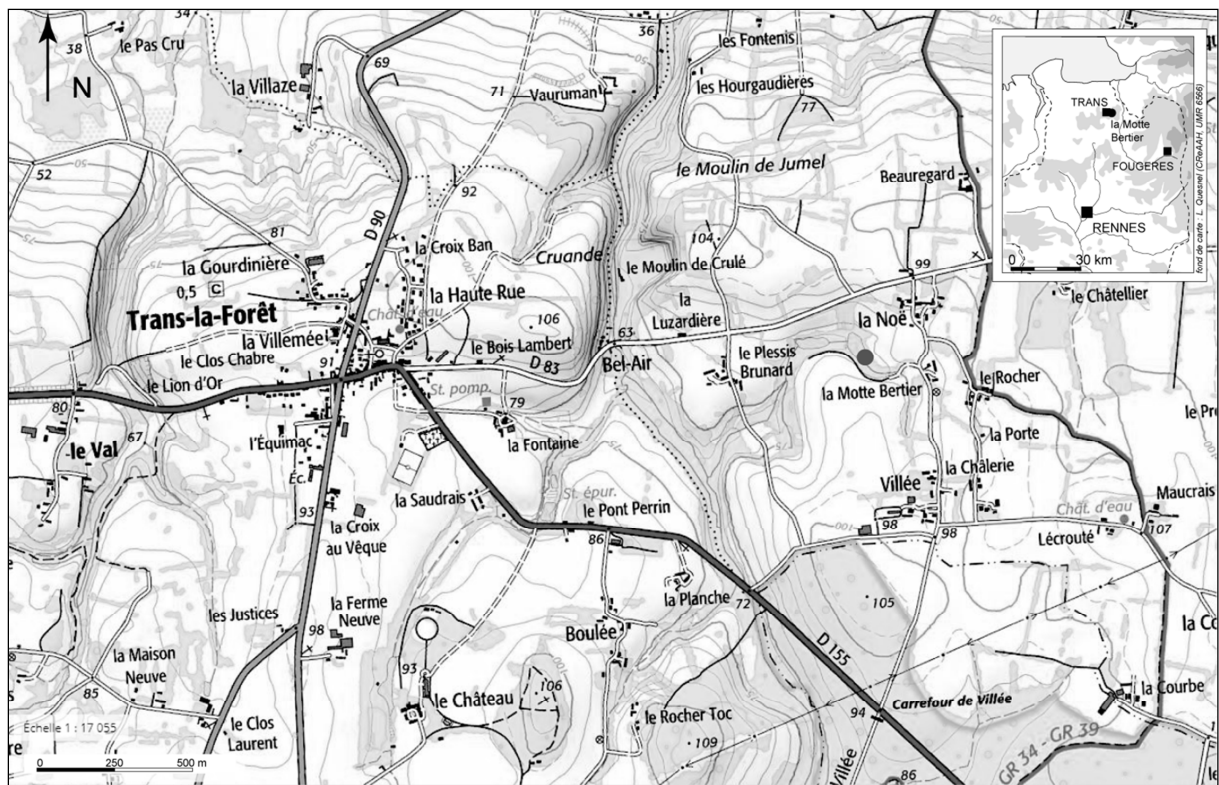 34
38
le Pas Cru
la Villaze
69
N
36
les Fontenis
71
Vauruman
les Hourgaudières
77
52
50
le Moulin de Jumel
Beauregard
92
D 90
81
la Croix Ban
la Gourdinière
Cruande
104
le Moulin de Crulé
99
0,5 C
la Haute Rue
Trans-la-Forêt
Chât. d'eau
106
la Luzardière
la Noë
le Châtellier
la Villemée
63
le Clos Chabre
91
le Bois Lambert
D 83
Bel-Air
le Plessis
Brunard
le Lion d'Or
St. pomp.
79
la Motte Bertier
le Rocher
80
67
la Fontaine
75
la Porte
le Val
l'Équimac
Éc.
la Châlerie
Villée
la Saudrais
St. épur.
le Pont Perrin
100
Chât. d'eau
Maucrais
93
la Croix
au Vêque
86
98
98
Lécrouté
107
la Planche
72
105
les Justices
la Ferme
Neuve
98
Boulée
D 155
la Maison
Neuve
93
le Château
106
100
la Courbe
85
Carrefour de Villée
le Rocher Toc
94
Échelle 1 : 17 055
le Clos
Laurent
109
Villée
GR 34 - GR 39
86
0 250 500 m
TRANS
la Motte
Bertier
FOUGERES
RENNES
0 30 km
fond de carte : L. Quesnel (CReAAH, UMR 6566)